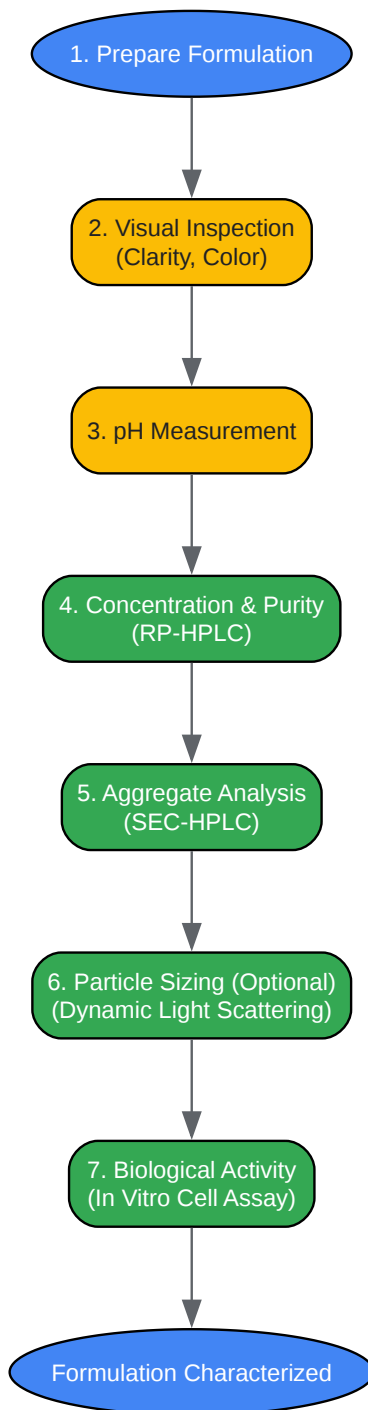 1. Prepare Formulation
2. Visual Inspection
(Clarity, Color)
3. pH Measurement
4. Concentration & Purity
(RP-HPLC)
5. Aggregate Analysis
(SEC-HPLC)
6. Particle Sizing (Optional)
(Dynamic Light Scattering)
7. Biological Activity
(In Vitro Cell Assay)
Formulation Characterized